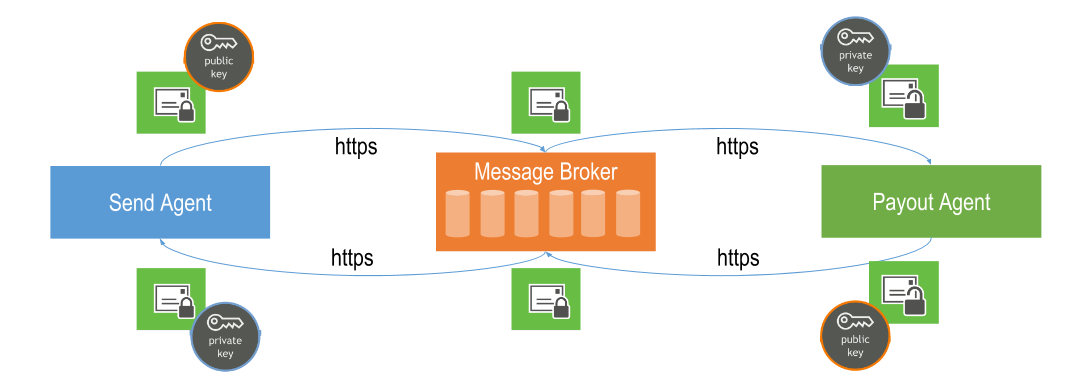 public
key
private
key
https
https
Send Agent
Message Broker
Payout Agent
https
https
private
key
public
key